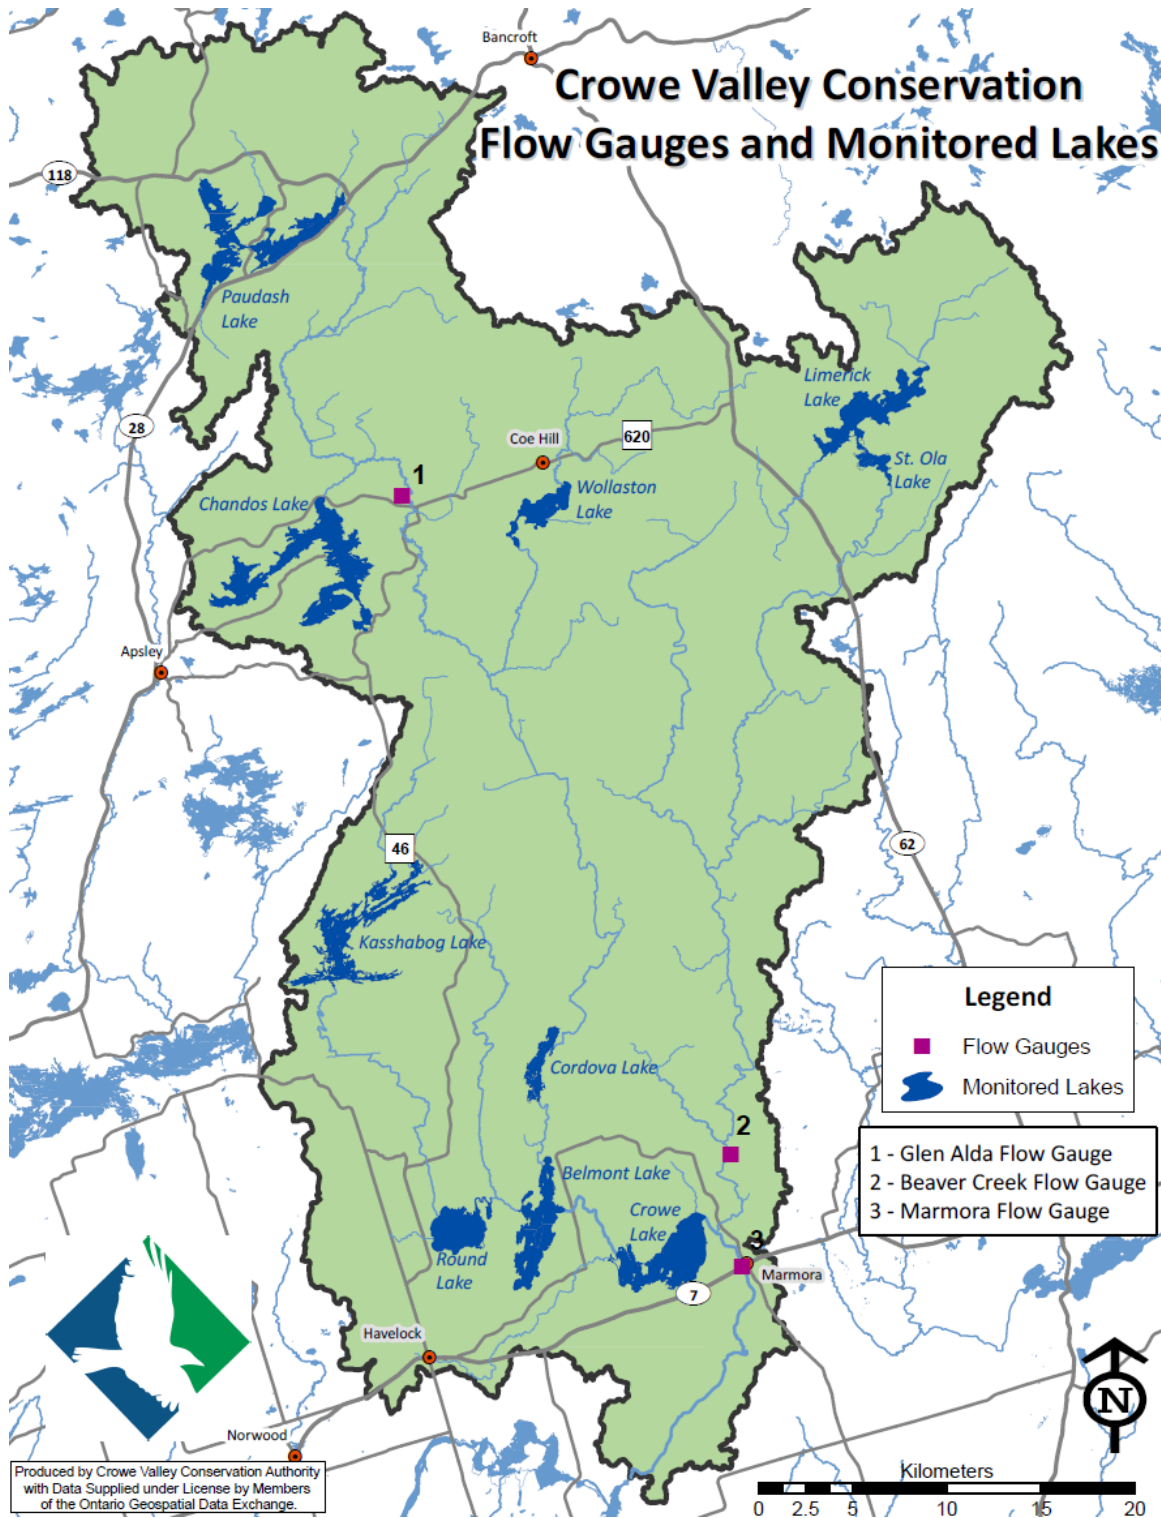 Bancroft
Crowe Valley Conservation
Flow Gauges and Monitored Lakes
118
Paudash
Lake
28
Limerick
Lake
Coe Hill
620
St. Ola
Lake
1
Chandos Lake
Wollaston
Lake
Apsley
46
62
Kasshabog Lake
Legend
Flow Gauges
Monitored Lakes
Cordova Lake
2
1 - Glen Alda Flow Gauge
2 - Beaver Creek Flow Gauge
3 - Marmora Flow Gauge
Belmont Lake
Crowe
Lake
3
Round
Lake
Marmora
7
Havelock
N
Norwood
Produced by Crowe Valley Conservation Authority
with Data Supplied under License by Members
of the Ontario Geospatial Data Exchange.
Kilometers
0 2.5 5 10 15 20